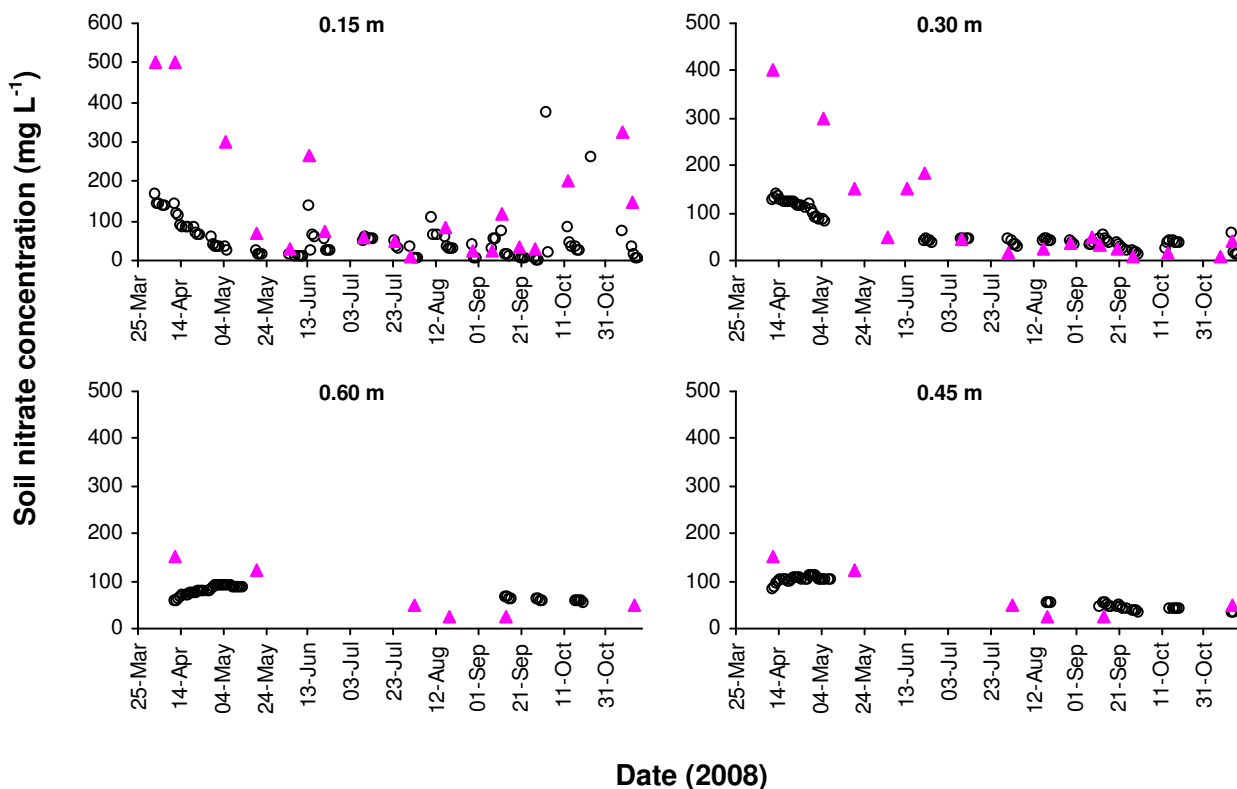 Soil nitrate concentration (mg L-1)
0.15 m
600
500
400
300
200
100
0
25-Mar
14-Apr
04-May
24-May
13-Jun
03-Jul
23-Jul
12-Aug
01-Sep
21-Sep
11-Oct
31-Oct
0.30 m
500
400
300
200
100
0
25-Mar
14-Apr
04-May
24-May
13-Jun
03-Jul
23-Jul
12-Aug
01-Sep
21-Sep
11-Oct
31-Oct
0.60 m
500
400
300
200
100
0
25-Mar
14-Apr
04-May
24-May
13-Jun
03-Jul
23-Jul
12-Aug
01-Sep
21-Sep
11-Oct
31-Oct
0.45 m
500
400
300
200
100
0
25-Mar
14-Apr
04-May
24-May
13-Jun
03-Jul
23-Jul
12-Aug
01-Sep
21-Sep
11-Oct
31-Oct
Date (2008)